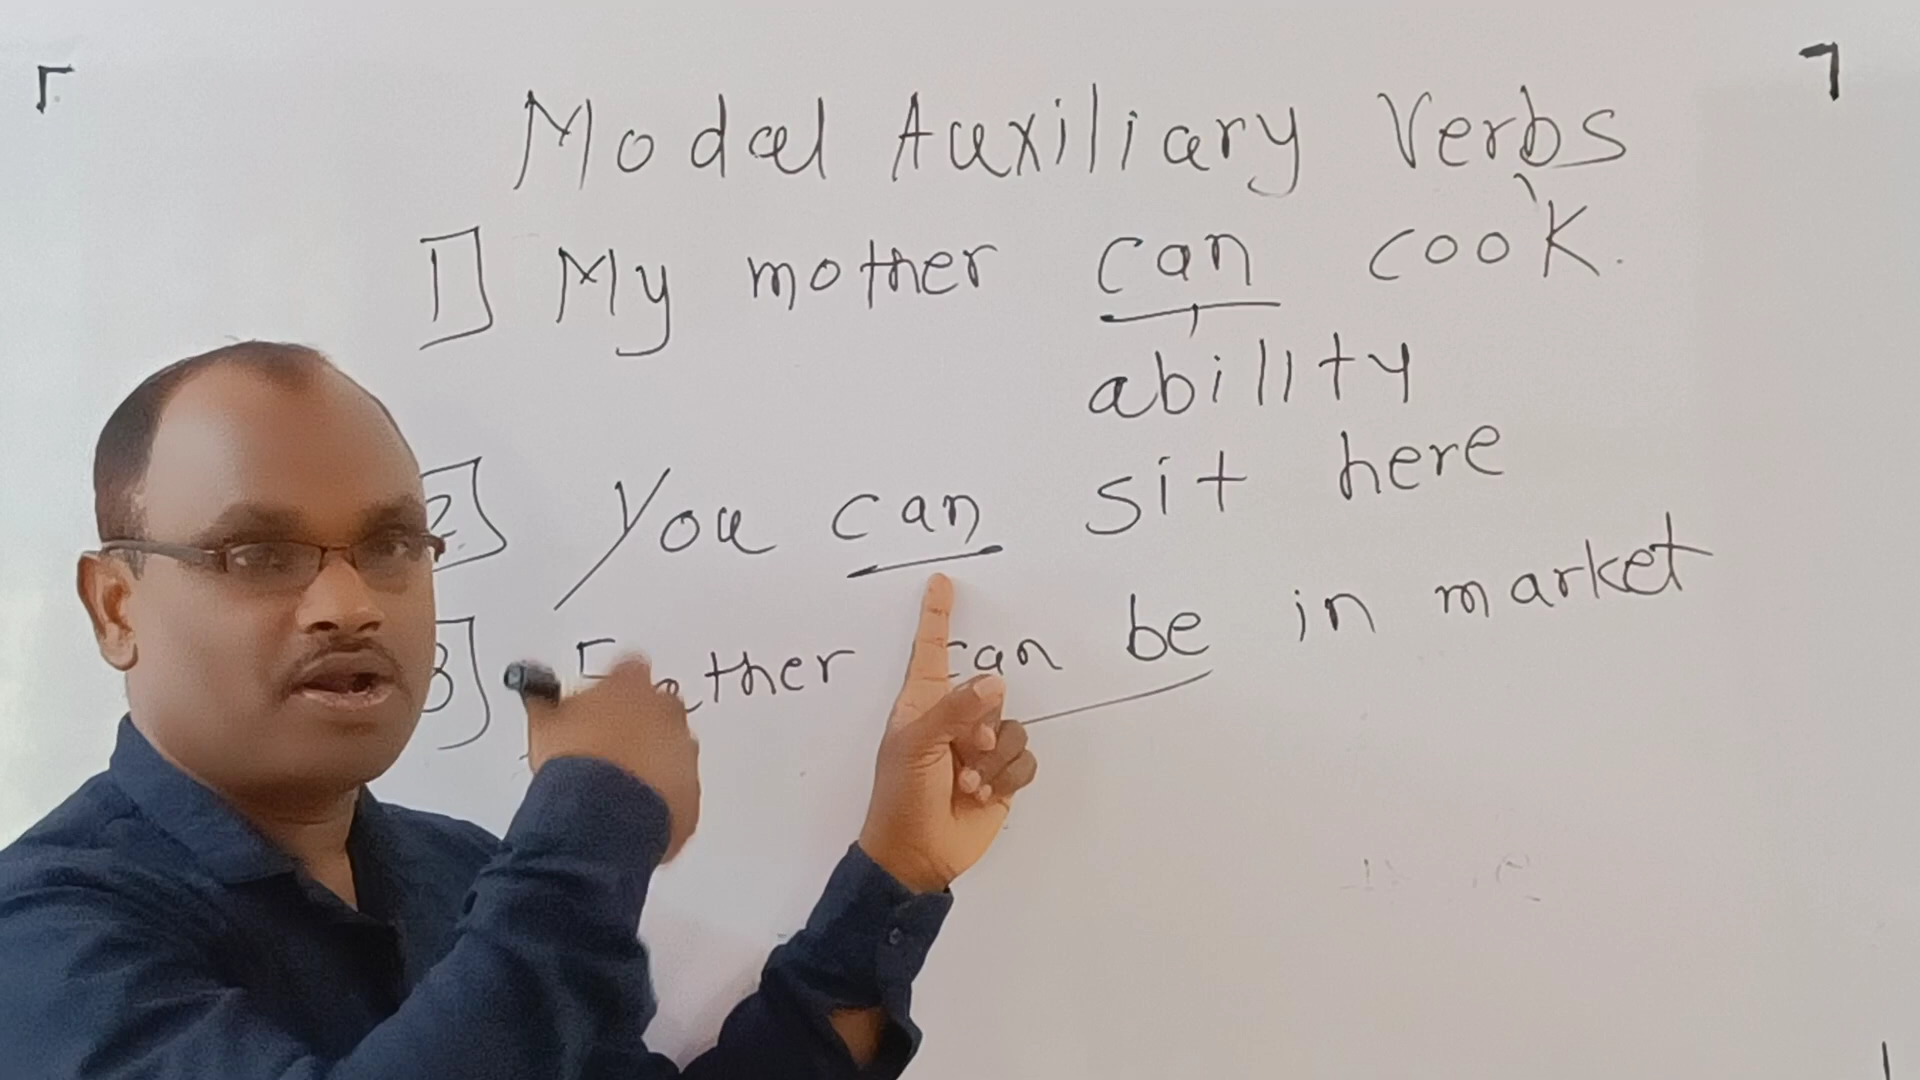 Modal Auxiliary Verbs
1] My mother can cook.
ability
2] You can sit here
3] can be in market